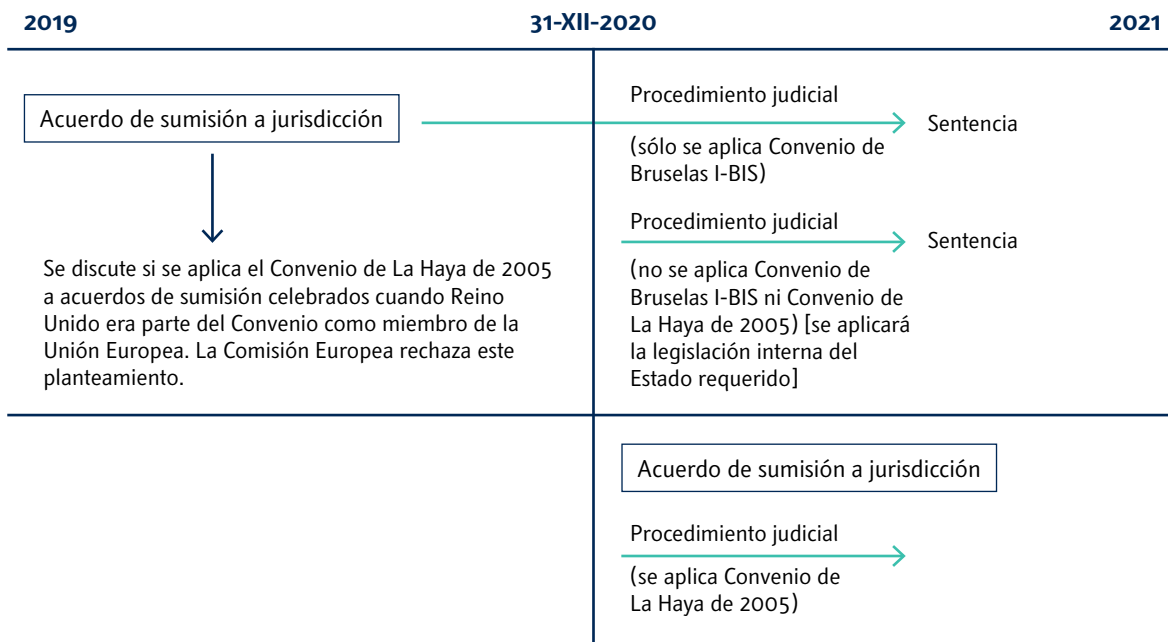 2019
31-XII-2020
2021
Acuerdo de sumisión a jurisdicción
Se discute si se aplica el Convenio de La Haya de 2005
a acuerdos de sumisión celebrados cuando Reino
Unido era parte del Convenio como miembro de la
Unión Europea. La Comisión Europea rechaza este
planteamiento.
Procedimiento judicial
Sentencia
(sólo se aplica Convenio de
Bruselas I-BIS)
Procedimiento judicial
Sentencia
(no se aplica Convenio de
Bruselas I-BIS ni Convenio de
La Haya de 2005) [se aplicará
la legislación interna del
Estado requerido]
Acuerdo de sumisión a jurisdicción
Procedimiento judicial
(se aplica Convenio de
La Haya de 2005)